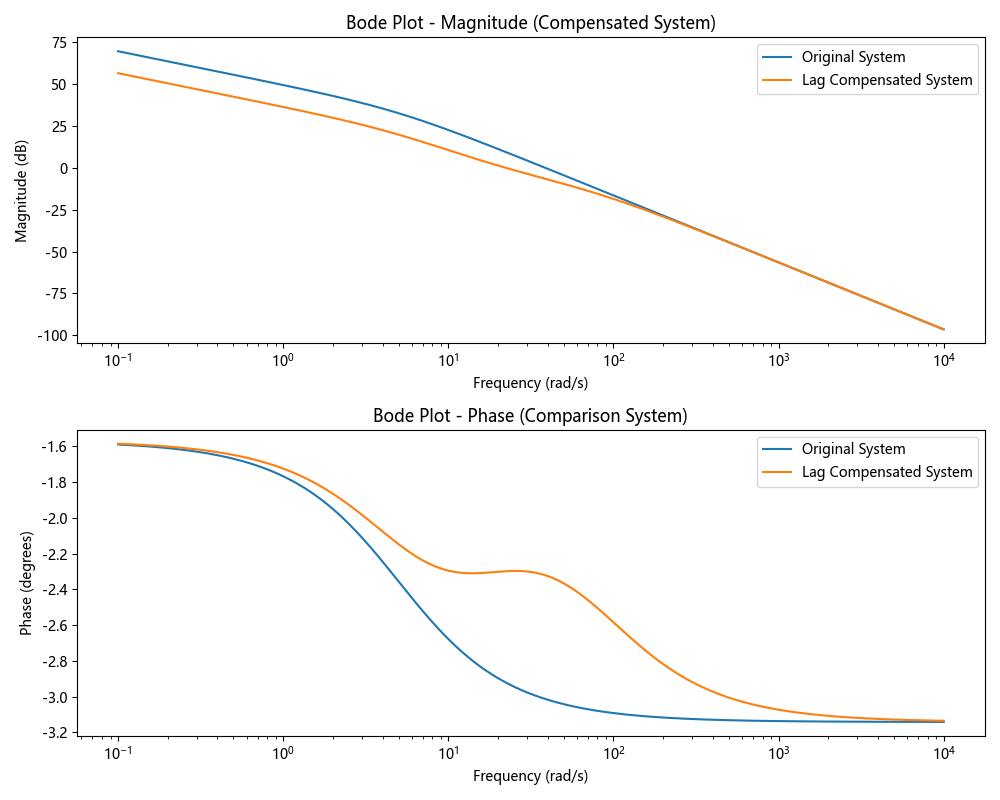 Bode Plot - Magnitude (Compensated System)
Magnitude (dB)
75
50
25
0
-25
-50
-75
-100
Original System
Lag Compensated System
10⁻¹
10⁰
10¹
10²
10³
10⁴
Frequency (rad/s)
Bode Plot - Phase (Comparison System)
Phase (degrees)
-1.6
-1.8
-2.0
-2.2
-2.4
-2.6
-2.8
-3.0
-3.2
Original System
Lag Compensated System
10⁻¹
10⁰
10¹
10²
10³
10⁴
Frequency (rad/s)